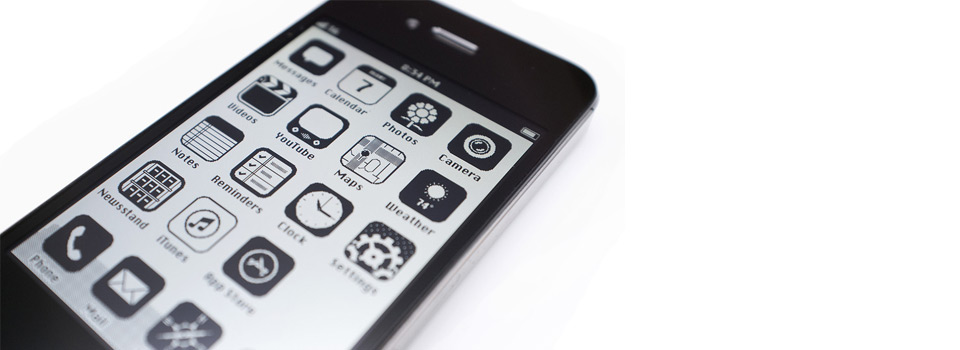 8:34 PM
Messages
Calendar
7
Photos
Camera
Videos
YouTube
Maps
Weather
74°
Notes
Reminders
Clock
Settings
Newsstand
iTunes
App Store
Phone
Mail